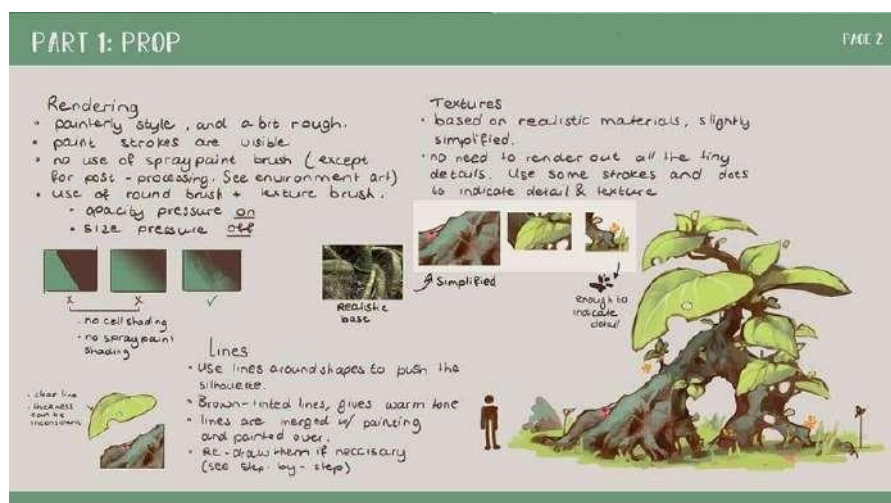 PART 1: PROP
PAGE 2
Rendering
• painterly style, and a bit rough.
• paint strokes are visible
• no use of spraypaint brush (except
for post-processing. See environment art)
• use of round brush + texture brush.
• opacity pressure on
• size pressure off
x
x
✓
• no cell shading
• no spraypaint
shading
Textures
• based on realistic materials, slightly
simplified.
• no need to render out all the tiny
details. Use some strokes and dots
to indicate detail & texture
Realistic
base
Simplified
enough to
indicate
detail
Lines
• Use lines around shapes to push the
silhouette.
• Brown-tinted lines, gives warm tone
• lines are merged w/ painting
and painted over.
• Re-draw them if neccisary
(see step-by-step)
• clear line
• thickness
can be
inconsistent